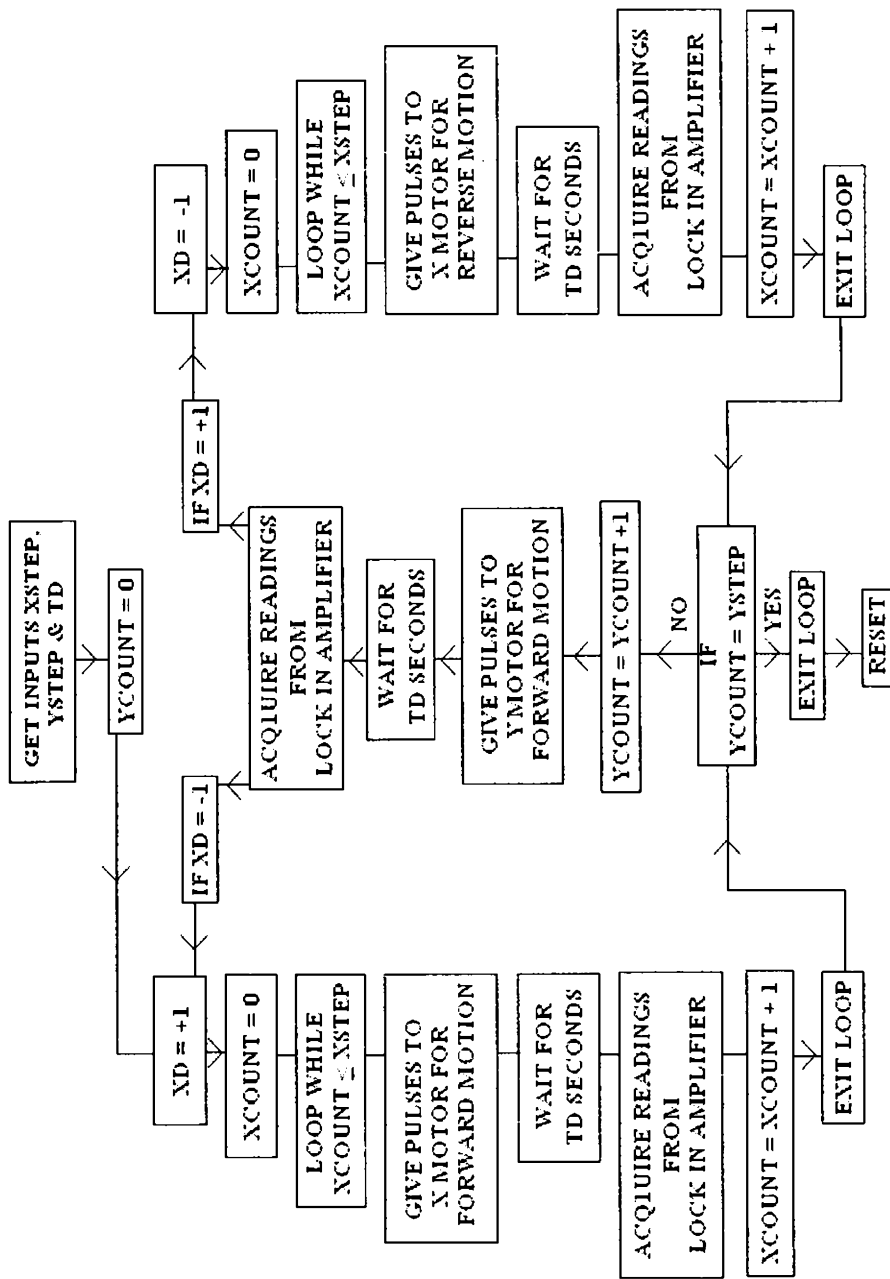 GET INPUTS XSTEP,
YSTEP & TD
YCOUNT = 0
IF XD = -1
IF XD = +1
XD = +1
XCOUNT = 0
LOOP WHILE
XCOUNT ≤ XSTEP
GIVE PULSES TO
X MOTOR FOR
FORWARD MOTION
WAIT FOR
TD SECONDS
ACQ1UIRE READINGS
FROM
LOCK IN AMPLIFIER
XCOUNT = XCOUNT + 1
EXIT LOOP
ACQ1UIRE READINGS
FROM
LOCK IN AMPLIFIER
WAIT FOR
TD SECONDS
GIVE PULSES TO
YMOTOR FOR
FORWARD MOTION
YCOUNT = YCOUNT +1
NO
IF
YCOUNT = YSTEP
YES
EXIT LOOP
RESET
XD = -1
XCOUNT = 0
LOOP WHILE
XCOUNT ≤ XSTEP
GIVE PULSES TO
X MOTOR FOR
REVERSE MOTION
WAIT FOR
TD SECONDS
ACQ1UIRE READINGS
FROM
LOCK IN AMPLIFIER
XCOUNT = XCOUNT + 1
EXIT LOOP